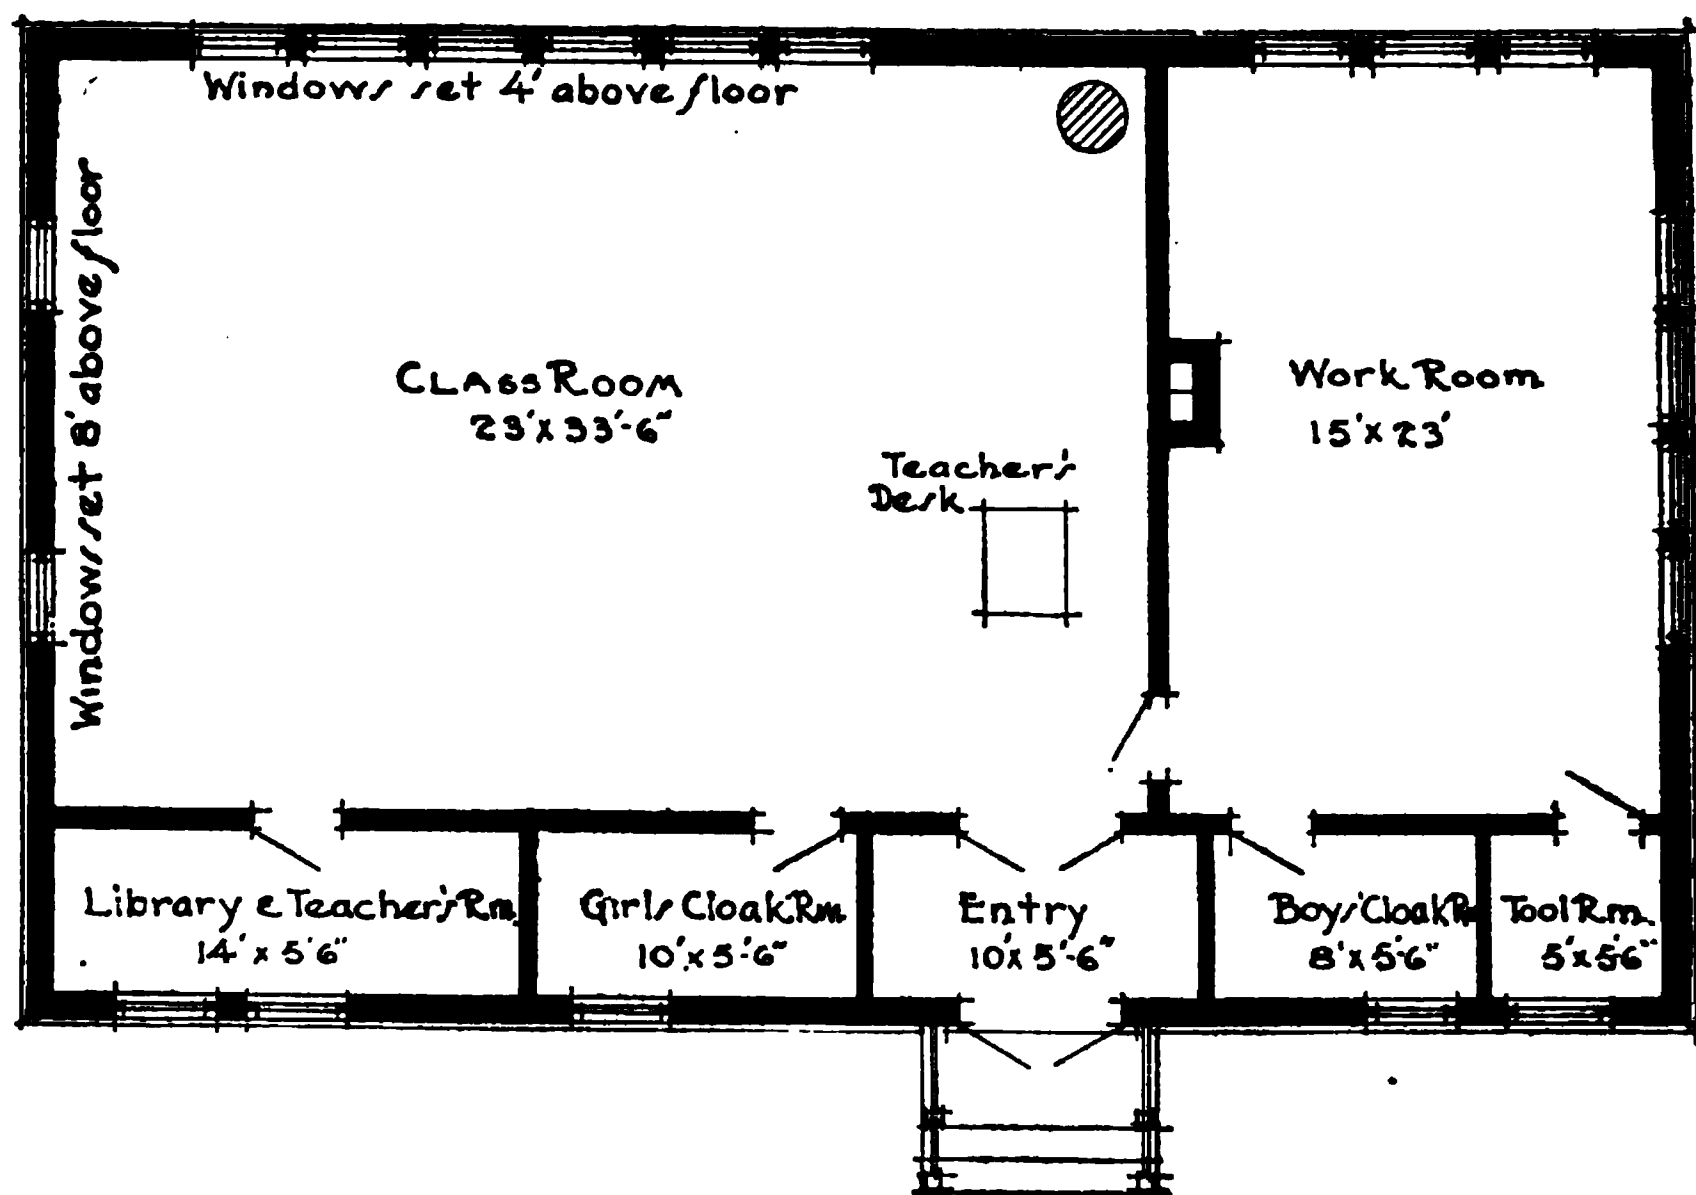 Windows set 4' above floor
Windows set 8' above floor
CLASS ROOM
23' x 33'-6"
Work Room
15' x 23'
Teacher's
Desk
Library & Teacher's Rm
14' x 5'6"
Girls Cloak Rm
10' x 5'-6"
Entry
10' x 5'-6"
Boys' Cloak R
8' x 5'-6"
Tool Rm.
5' x 5'-6"